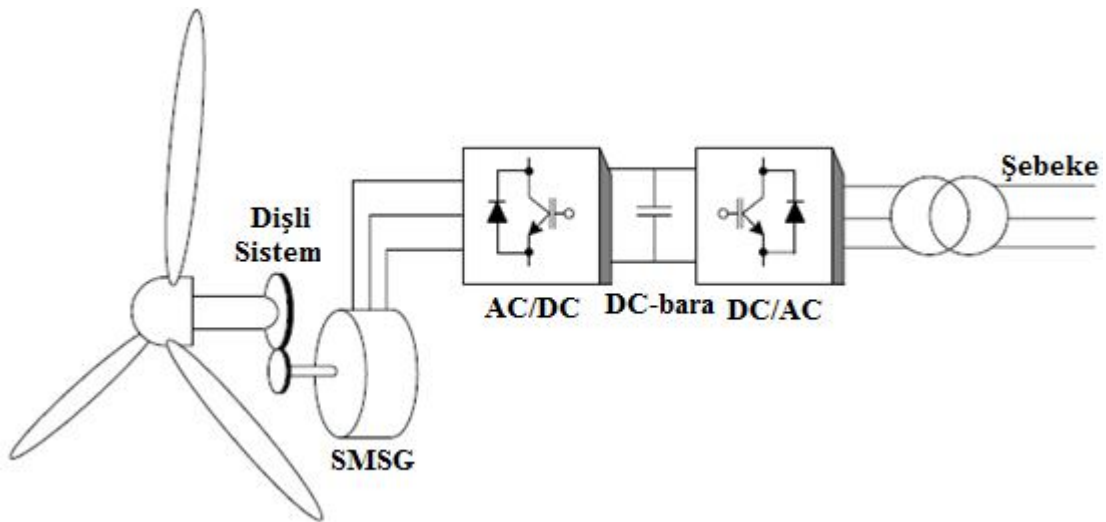 Şebeke
Dişli
Sistem
AC/DC
DC-bara
DC/AC
SMSG